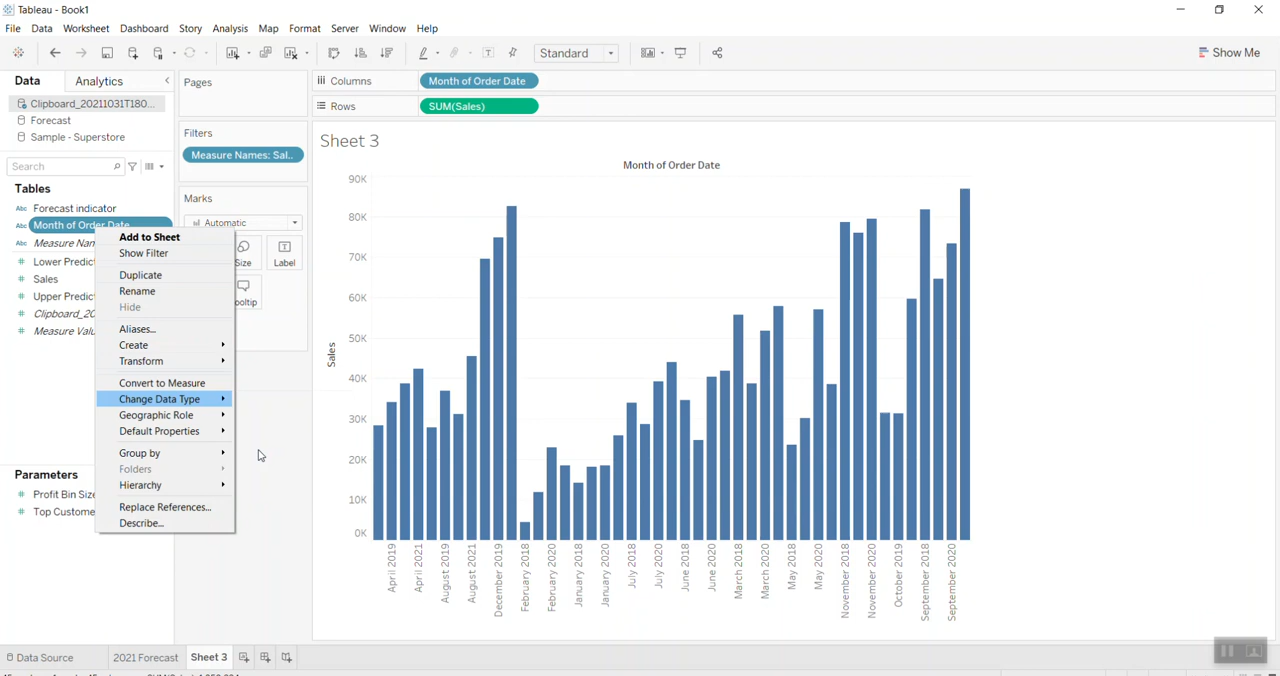 Tableau - Book1
File Data Worksheet Dashboard Story Analysis Map Format Server Window Help
Standard
Show Me
Data Analytics
Pages
Columns Month of Order Date
Clipboard_20211031T180...
Rows SUM(Sales)
Forecast
Sample - Superstore
Filters
Measure Names: Sal..
Sheet 3
Search
Tables
Marks
Automatic
Forecast indicator
Month of Order Date
Measure Nam
Lower Predict
Sales
Upper Predict
Clipboard_20
Measure Valu
Size
Label
ooltip
Add to Sheet
Show Filter
Duplicate
Rename
Hide
Aliases...
Create
Transform
Convert to Measure
Change Data Type
Geographic Role
Default Properties
Group by
Folders
Hierarchy
Replace References...
Describe...
Parameters
Profit Bin Size
Top Custome
Month of Order Date
Sales
90K
80K
70K
60K
50K
40K
30K
20K
10K
0K
April 2019
April 2021
August 2019
August 2021
December 2019
February 2018
February 2020
January 2018
January 2020
July 2018
July 2020
June 2018
June 2020
March 2018
March 2020
May 2018
May 2020
November 2018
November 2020
October 2019
September 2018
September 2020
Data Source 2021 Forecast Sheet 3